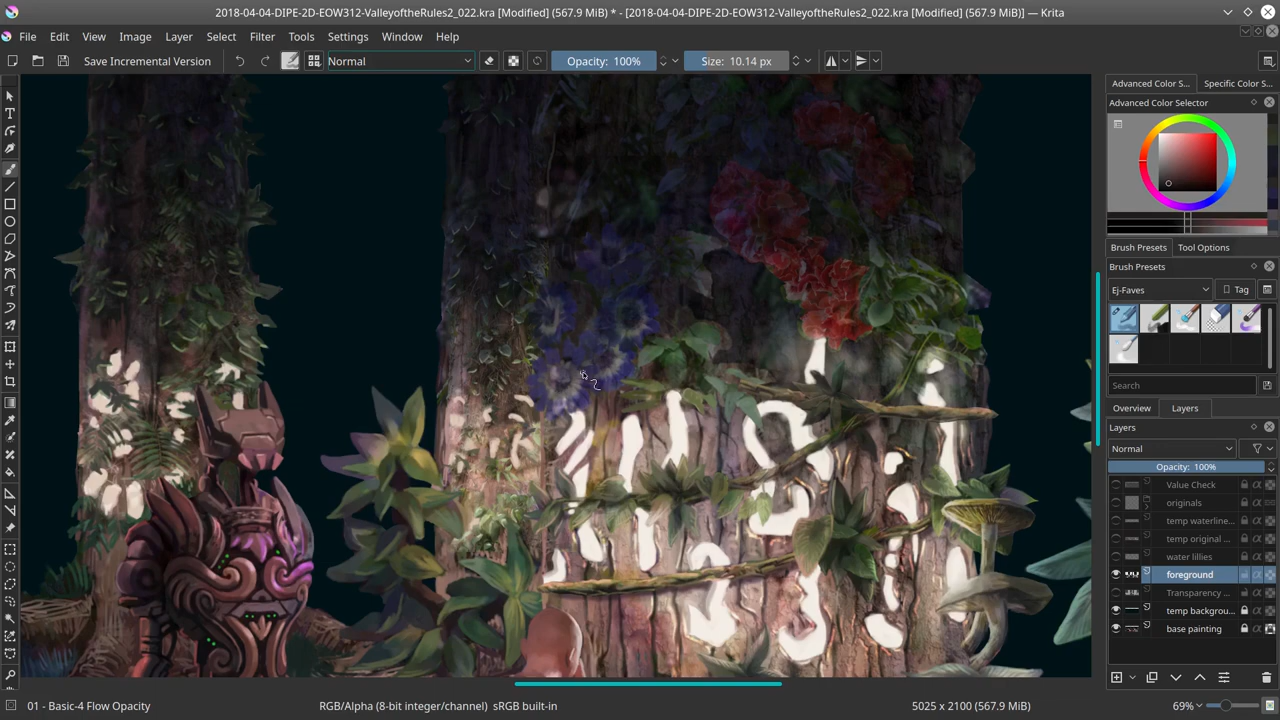 2018-04-04-DIPE-2D-EOW312-ValleyoftheRules2_022.kra [Modified] (567.9 MiB) * - [2018-04-04-DIPE-2D-EOW312-ValleyoftheRules2_022.kra [Modified] (567.9 MiB)] — Krita
File Edit View Image Layer Select Filter Tools Settings Window Help
Save Incremental Version Normal Opacity: 100% Size: 10.14 px
Advanced Color S... Specific Color S...
Advanced Color Selector
Brush Presets Tool Options
Brush Presets
Ej-Faves Tag
Search
Overview Layers
Layers
Normal
Opacity: 100%
Value Check
originals
temp waterline...
temp original ...
water lillies
foreground
Transparency ...
temp backgrou...
base painting
01 - Basic-4 Flow Opacity RGB/Alpha (8-bit integer/channel) sRGB built-in 5025 x 2100 (567.9 MiB) 69%